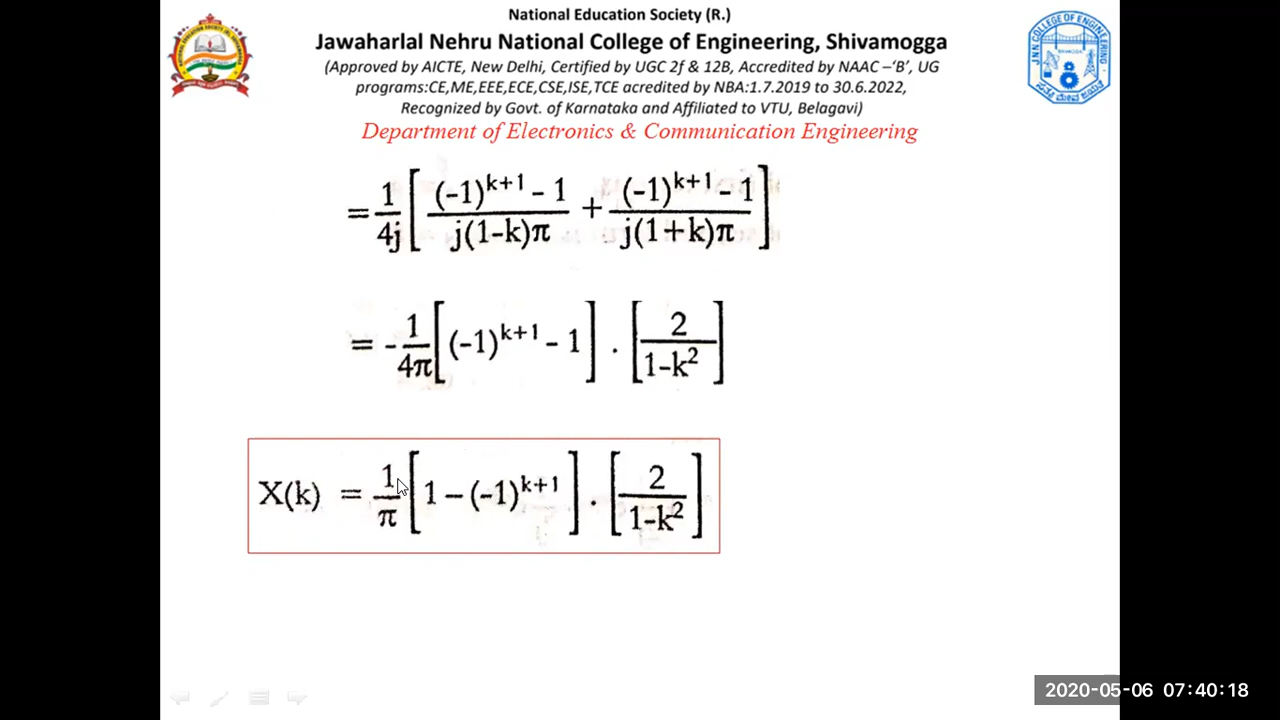 National Education Society (R.)
Jawaharlal Nehru National College of Engineering, Shivamogga
(Approved by AICTE, New Delhi, Certified by UGC 2f & 12B, Accredited by NAAC –‘B’, UG
programs:CE,ME,EEE,ECE,CSE,ISE,TCE acredited by NBA:1.7.2019 to 30.6.2022,
Recognized by Govt. of Karnataka and Affiliated to VTU, Belagavi)
Department of Electronics & Communication Engineering
= 1/4j [ ((-1)^{k+1} - 1)/(j(1-k)π) + ((-1)^{k+1} - 1)/(j(1+k)π) ]
= - 1/4π [ (-1)^{k+1} - 1 ] . [ 2/(1-k²) ]
X(k) = 1/π [ 1 – (-1)^{k+1} ] . [ 2/(1-k²) ]
2020-05-06 07:40:18